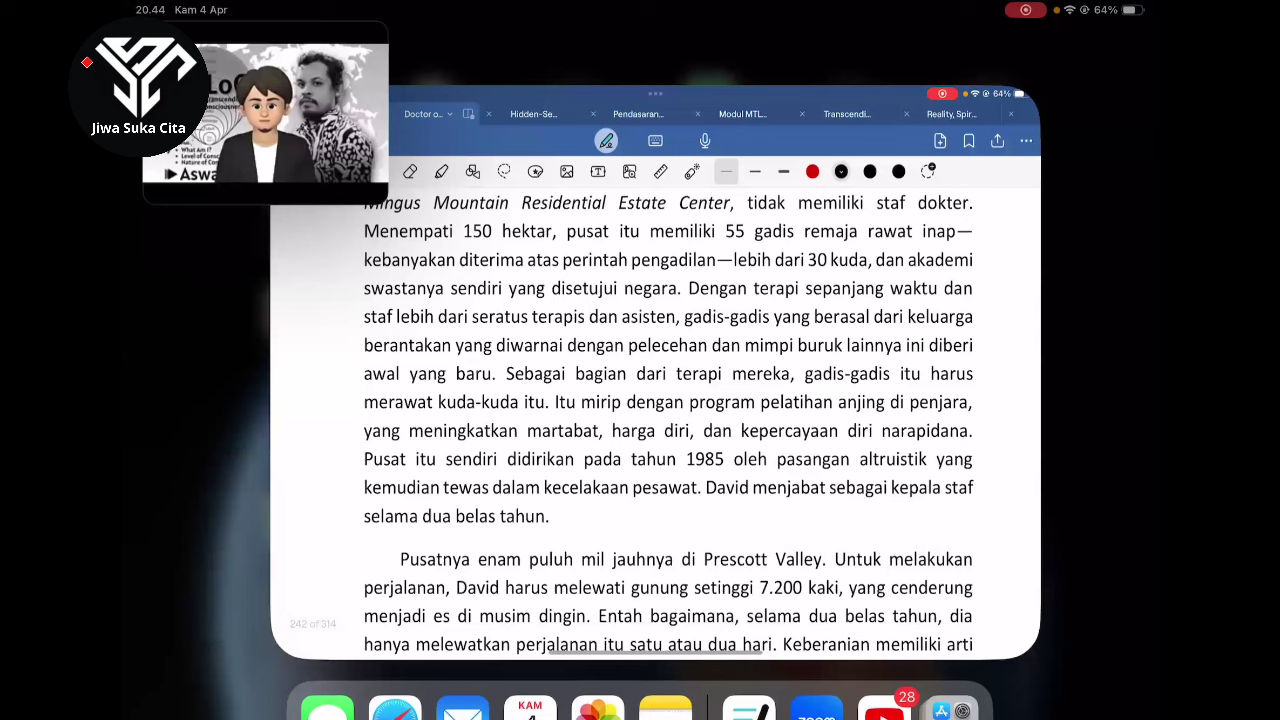 20.44 Kam 4 Apr
64%
Jiwa Suka Cita
What Am I?
64%
Doctor o...
Hidden-Se...
Pendasaran...
Modul MTL...
Transcendi...
Reality, Spir...
Mingus Mountain Residential Estate Center, tidak memiliki staf dokter.
Menempati 150 hektar, pusat itu memiliki 55 gadis remaja rawat inap—
kebanyakan diterima atas perintah pengadilan—lebih dari 30 kuda, dan akademi
swastanya sendiri yang disetujui negara. Dengan terapi sepanjang waktu dan
staf lebih dari seratus terapis dan asisten, gadis-gadis yang berasal dari keluarga
berantakan yang diwarnai dengan pelecehan dan mimpi buruk lainnya ini diberi
awal yang baru. Sebagai bagian dari terapi mereka, gadis-gadis itu harus
merawat kuda-kuda itu. Itu mirip dengan program pelatihan anjing di penjara,
yang meningkatkan martabat, harga diri, dan kepercayaan diri narapidana.
Pusat itu sendiri didirikan pada tahun 1985 oleh pasangan altruistik yang
kemudian tewas dalam kecelakaan pesawat. David menjabat sebagai kepala staf
selama dua belas tahun.
Pusatnya enam puluh mil jauhnya di Prescott Valley. Untuk melakukan
perjalanan, David harus melewati gunung setinggi 7.200 kaki, yang cenderung
menjadi es di musim dingin. Entah bagaimana, selama dua belas tahun, dia
hanya melewatkan perjalanan itu satu atau dua hari. Keberanian memiliki arti
242 of 314
KAM
28